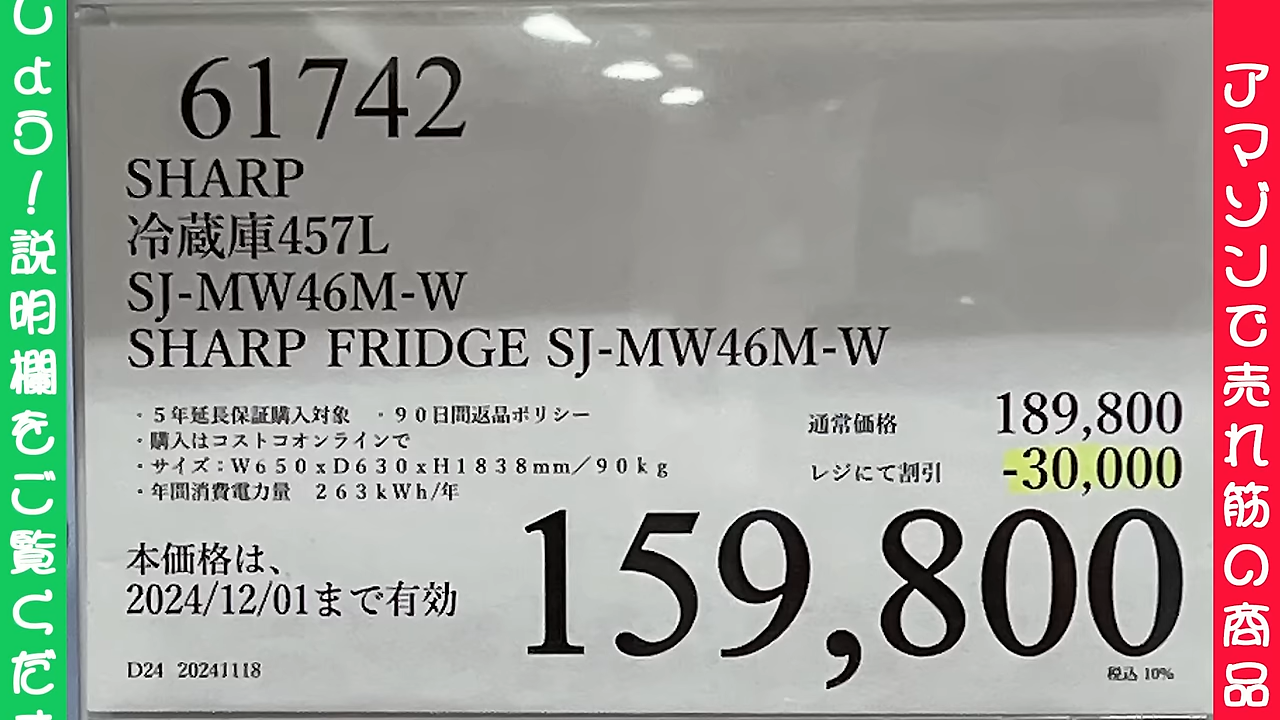 しょう！説明欄をご覧くだ
61742
SHARP
冷蔵庫457L
SJ-MW46M-W
SHARP FRIDGE SJ-MW46M-W
・５年延長保証購入対象　・９０日間返品ポリシー
・購入はコストコオンラインで
・サイズ：Ｗ６５０ｘＤ６３０ｘＨ１８３８ｍｍ／９０ｋｇ
・年間消費電力量　２６３ｋＷｈ/年
通常価格 189,800
レジにて割引 -30,000
159,800
本価格は、
2024/12/01まで有効
D24 20241118
税込 10%
アマゾンで売れ筋の商品